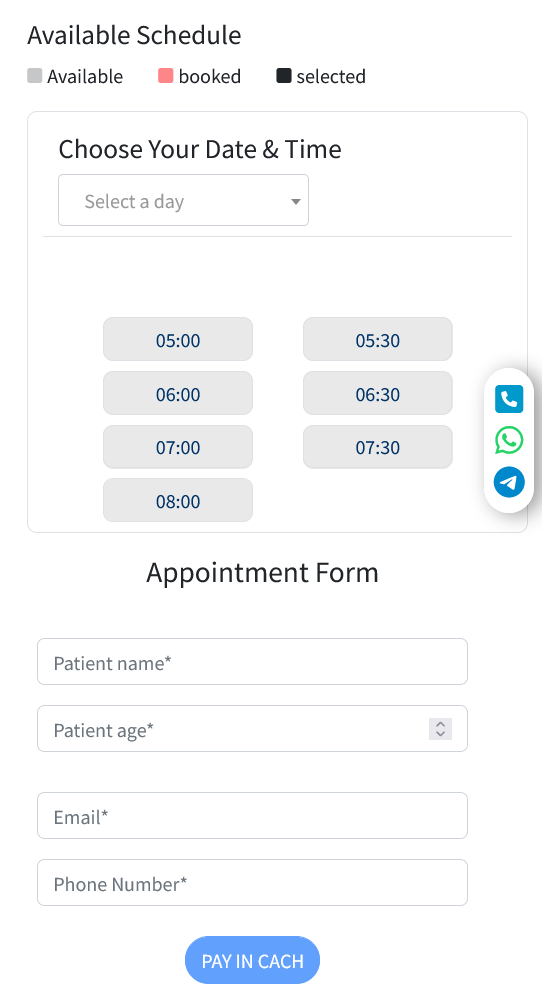 Available Schedule
Available booked selected
Choose Your Date & Time
Select a day
05:00 05:30
06:00 06:30
07:00 07:30
08:00
Appointment Form
Patient name*
Patient age*
Email*
Phone Number*
PAY IN CACH